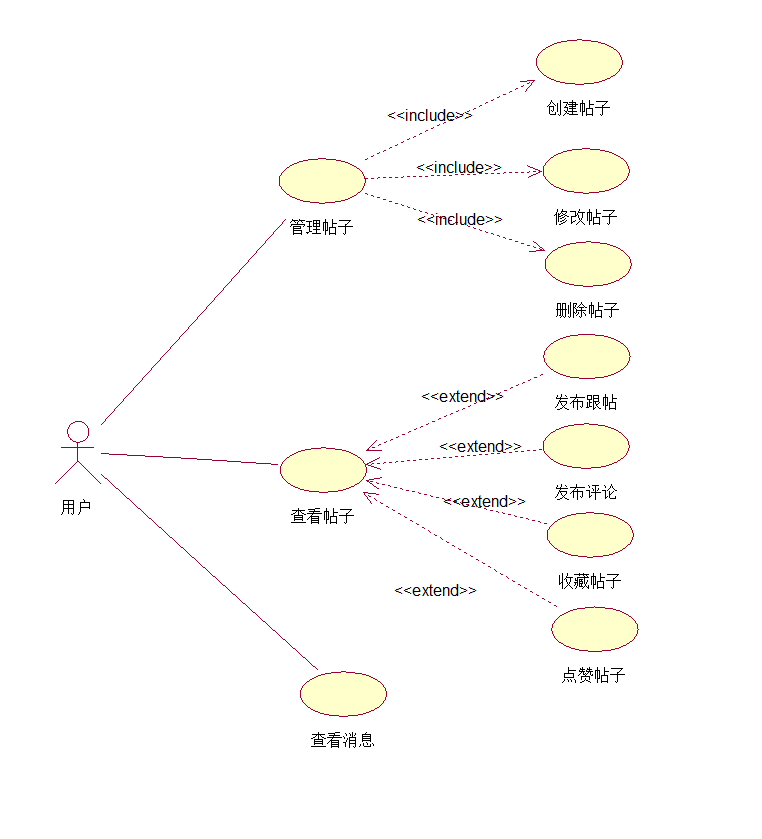 创建帖子
<<include>>
<<include>>
修改帖子
管理帖子
<<include>>
删除帖子
<<extend>>
发布跟帖
<<extend>>
发布评论
用户
查看帖子
<<extend>>
收藏帖子
<<extend>>
点赞帖子
查看消息